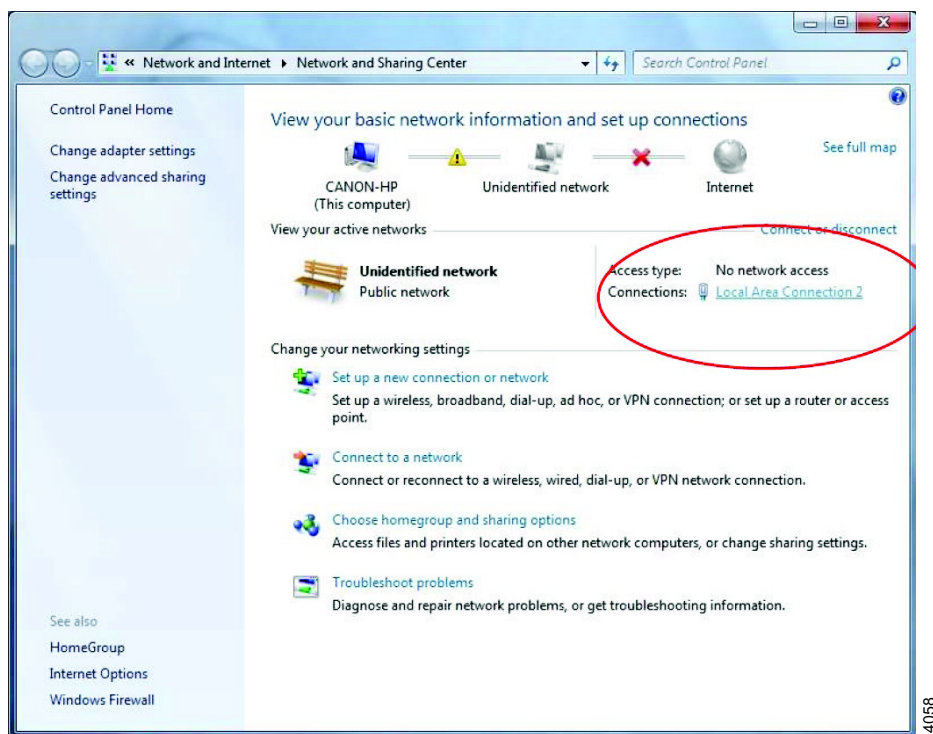 « Network and Internet ▸ Network and Sharing Center
Search Control Panel
Control Panel Home
Change adapter settings
Change advanced sharing
settings
See also
HomeGroup
Internet Options
Windows Firewall
View your basic network information and set up connections
See full map
CANON-HP
(This computer)
Unidentified network
Internet
View your active networks
Connect or disconnect
Unidentified network
Public network
Access type: No network access
Connections: Local Area Connection 2
Change your networking settings
Set up a new connection or network
Set up a wireless, broadband, dial-up, ad hoc, or VPN connection; or set up a router or access
point.
Connect to a network
Connect or reconnect to a wireless, wired, dial-up, or VPN network connection.
Choose homegroup and sharing options
Access files and printers located on other network computers, or change sharing settings.
Troubleshoot problems
Diagnose and repair network problems, or get troubleshooting information.
4058